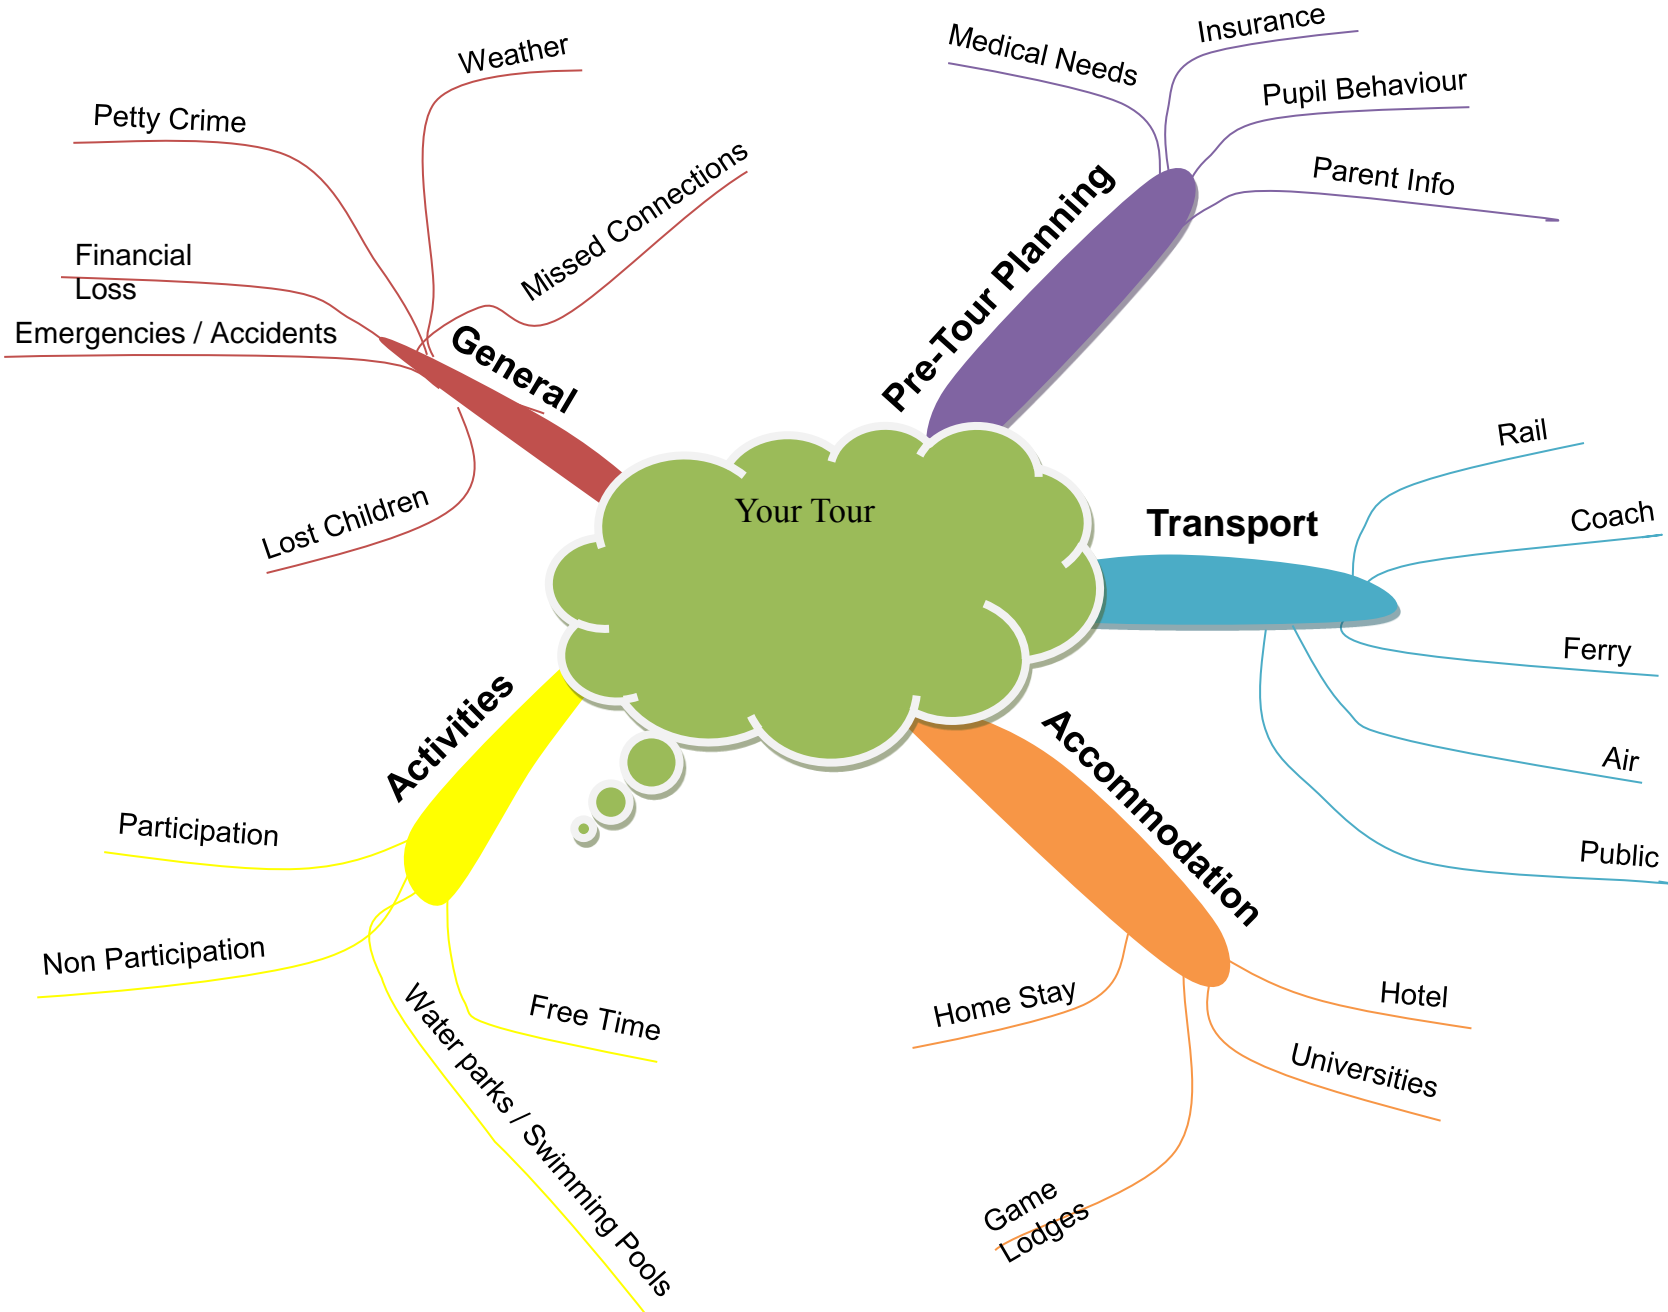 Weather
Petty Crime
Missed Connections
Financial
Loss
Emergencies / Accidents
General
Lost Children
Medical Needs
Insurance
Pupil Behaviour
Parent Info
Pre-Tour Planning
Your Tour
Transport
Rail
Coach
Ferry
Air
Public
Accommodation
Home Stay
Hotel
Universities
Game
Lodges
Activities
Participation
Non Participation
Free Time
Water parks / Swimming Pools